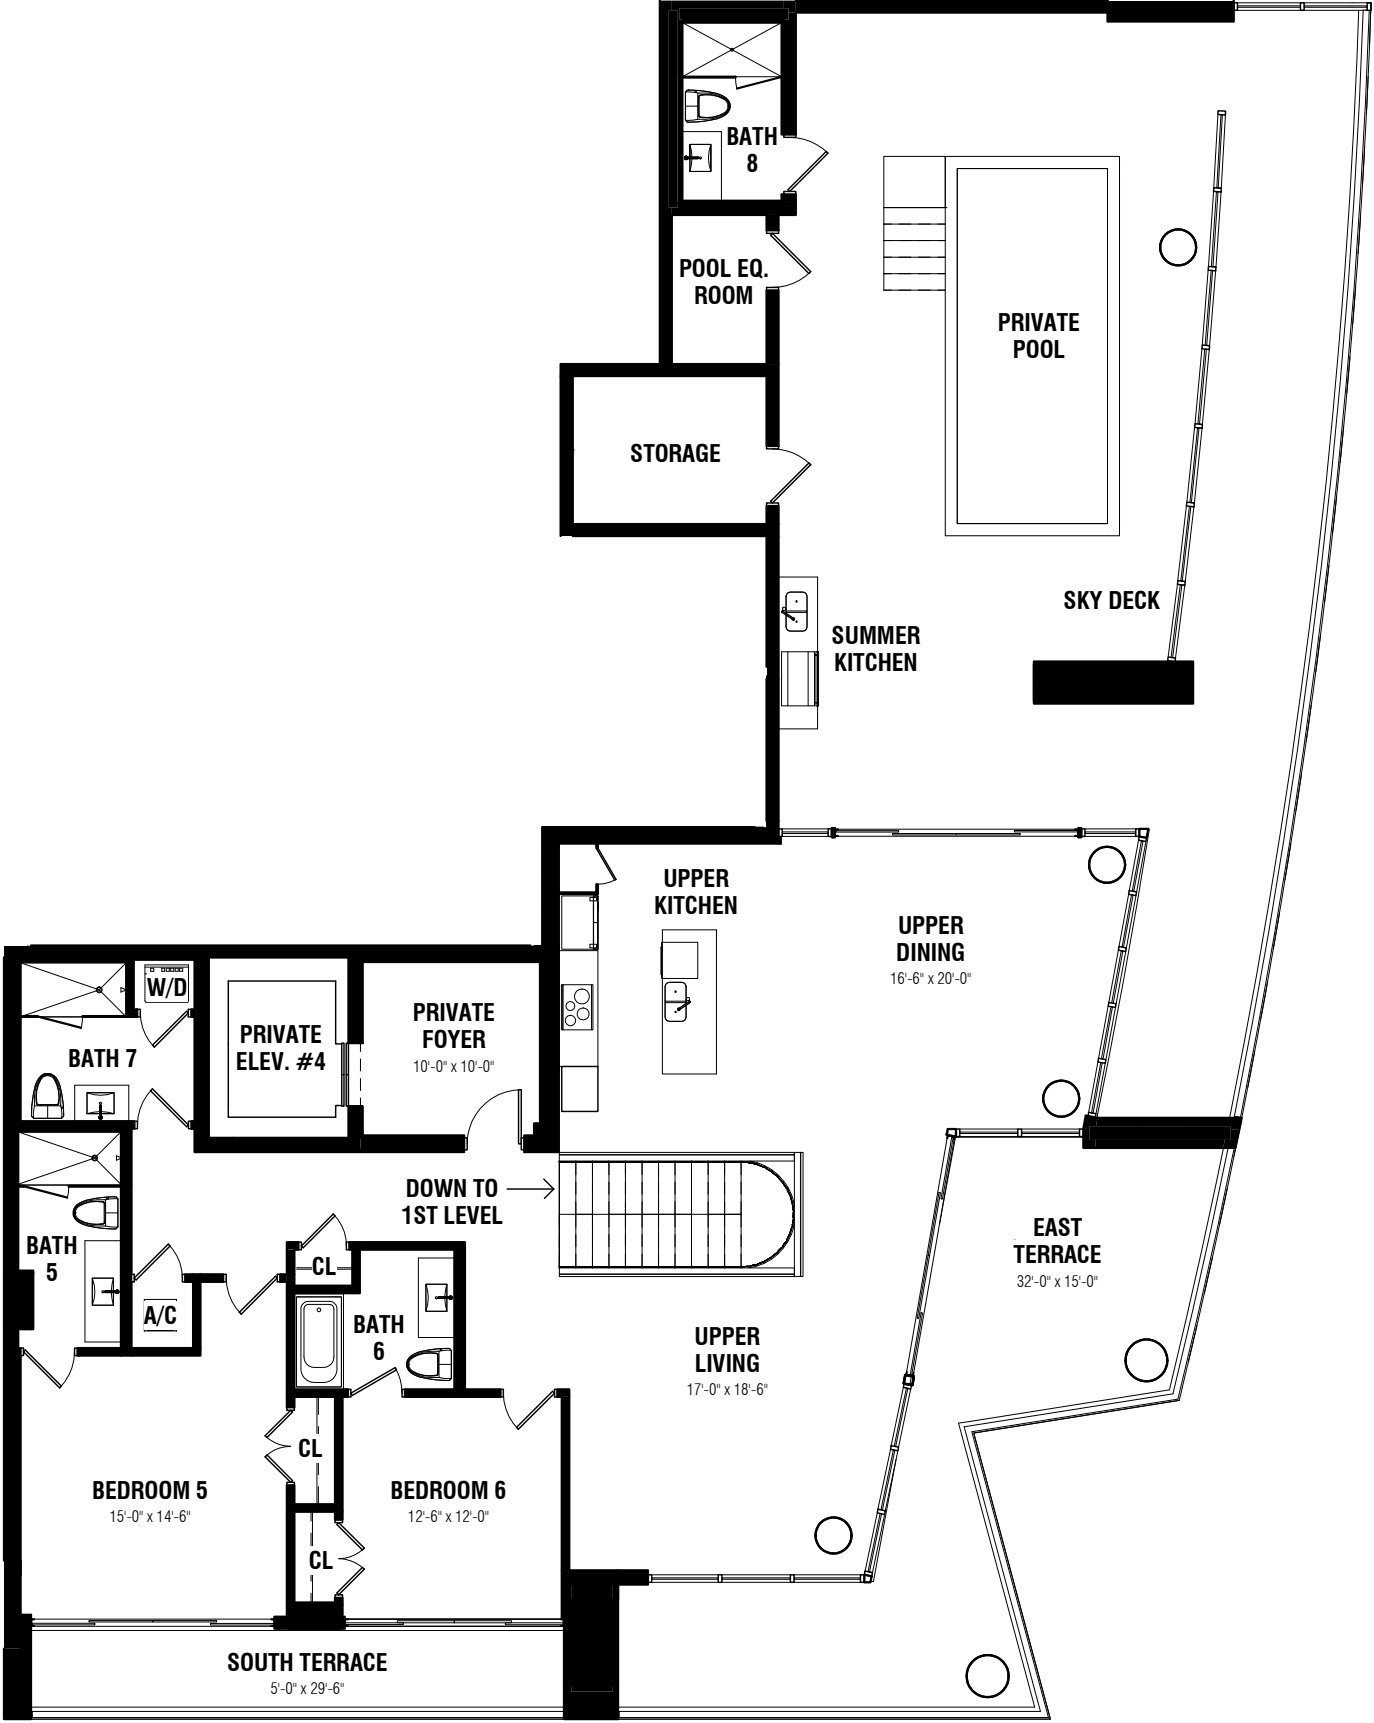 BATH
8
POOL EQ.
ROOM
PRIVATE
POOL
STORAGE
SKY DECK
SUMMER
KITCHEN
UPPER
KITCHEN
UPPER
DINING
16'-6" x 20'-0"
W/D
PRIVATE
ELEV. #4
PRIVATE
FOYER
10'-0" x 10'-0"
BATH 7
DOWN TO
1ST LEVEL
BATH
5
EAST
TERRACE
32'-0" x 15'-0"
CL
A/C
BATH
6
UPPER
LIVING
17'-0" x 18'-6"
CL
BEDROOM 5
15'-0" x 14'-6"
BEDROOM 6
12'-6" x 12'-0"
CL
SOUTH TERRACE
5'-0" x 29'-6"